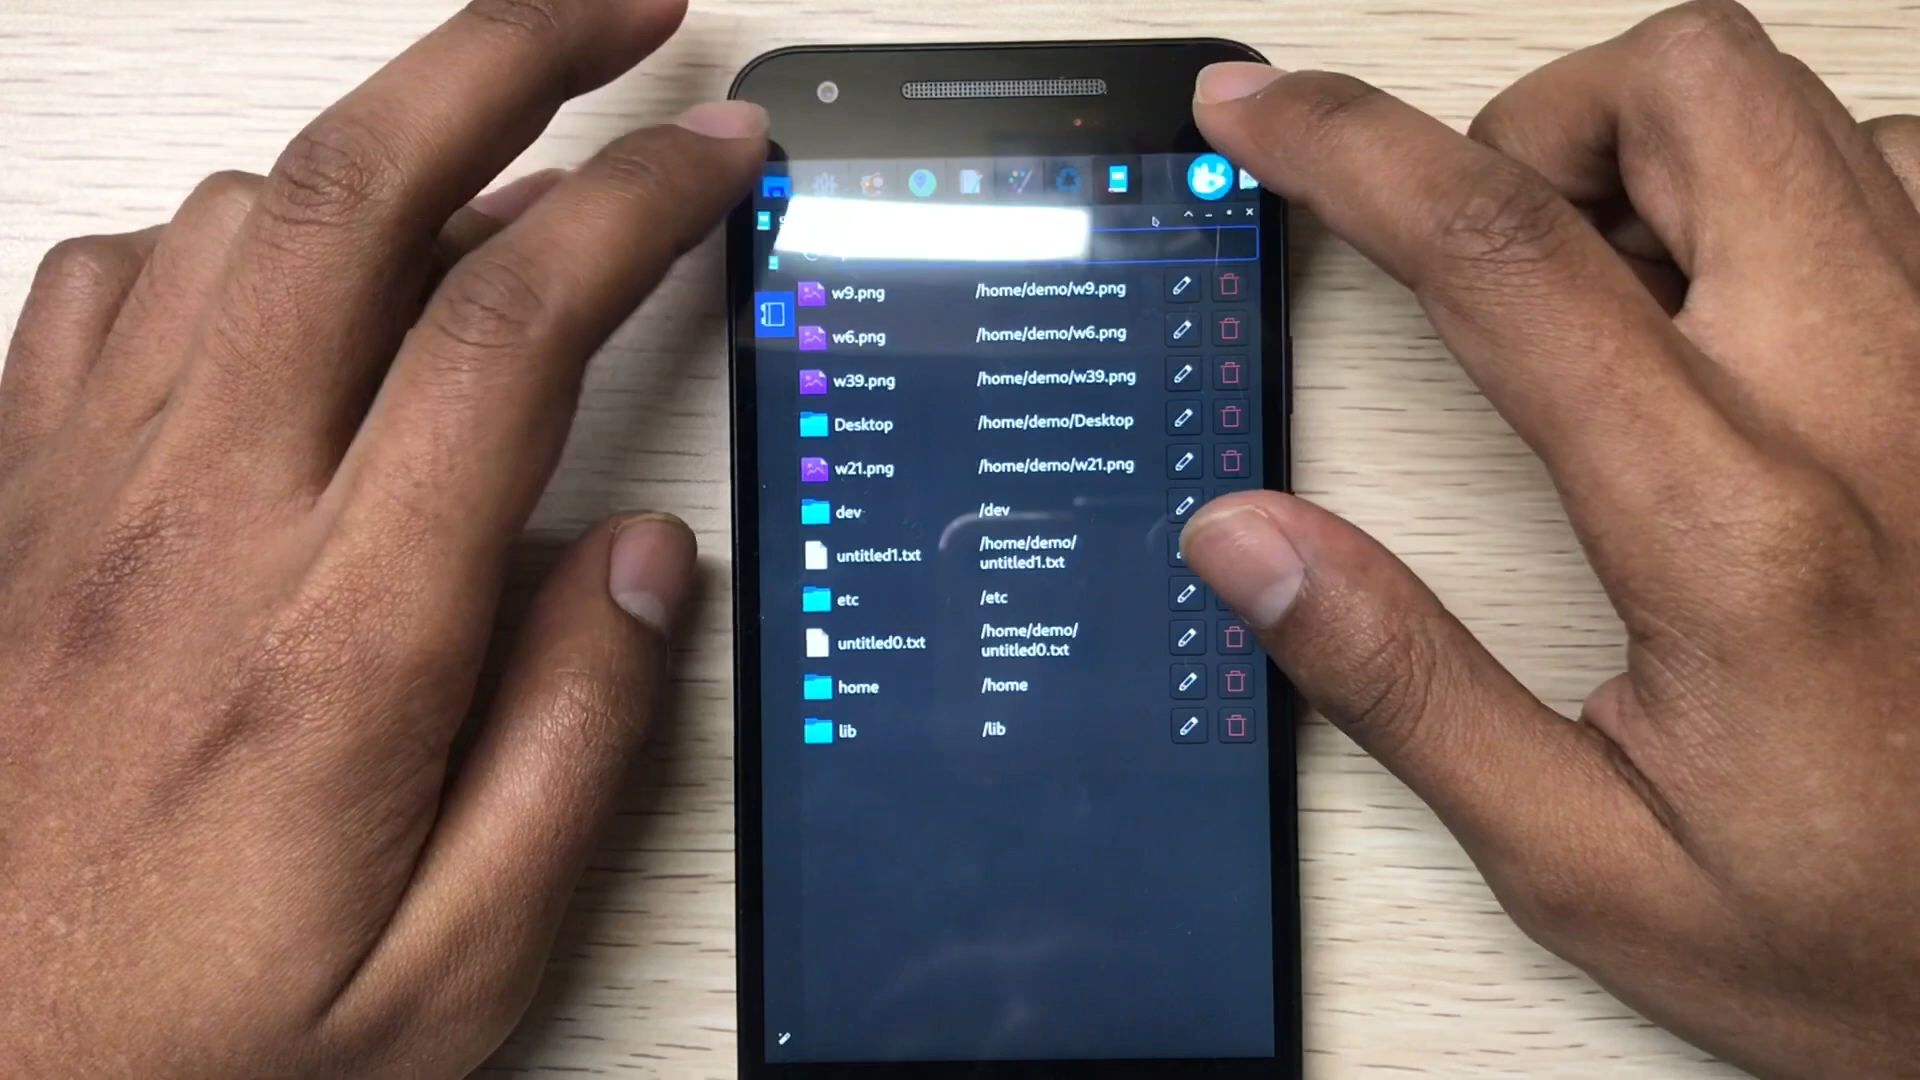 w9.png /home/demo/w9.png
w6.png /home/demo/w6.png
w39.png /home/demo/w39.png
Desktop /home/demo/Desktop
w21.png /home/demo/w21.png
dev /dev
untitled1.txt /home/demo/
untitled1.txt
etc /etc
untitled0.txt /home/demo/
untitled0.txt
home /home
lib /lib